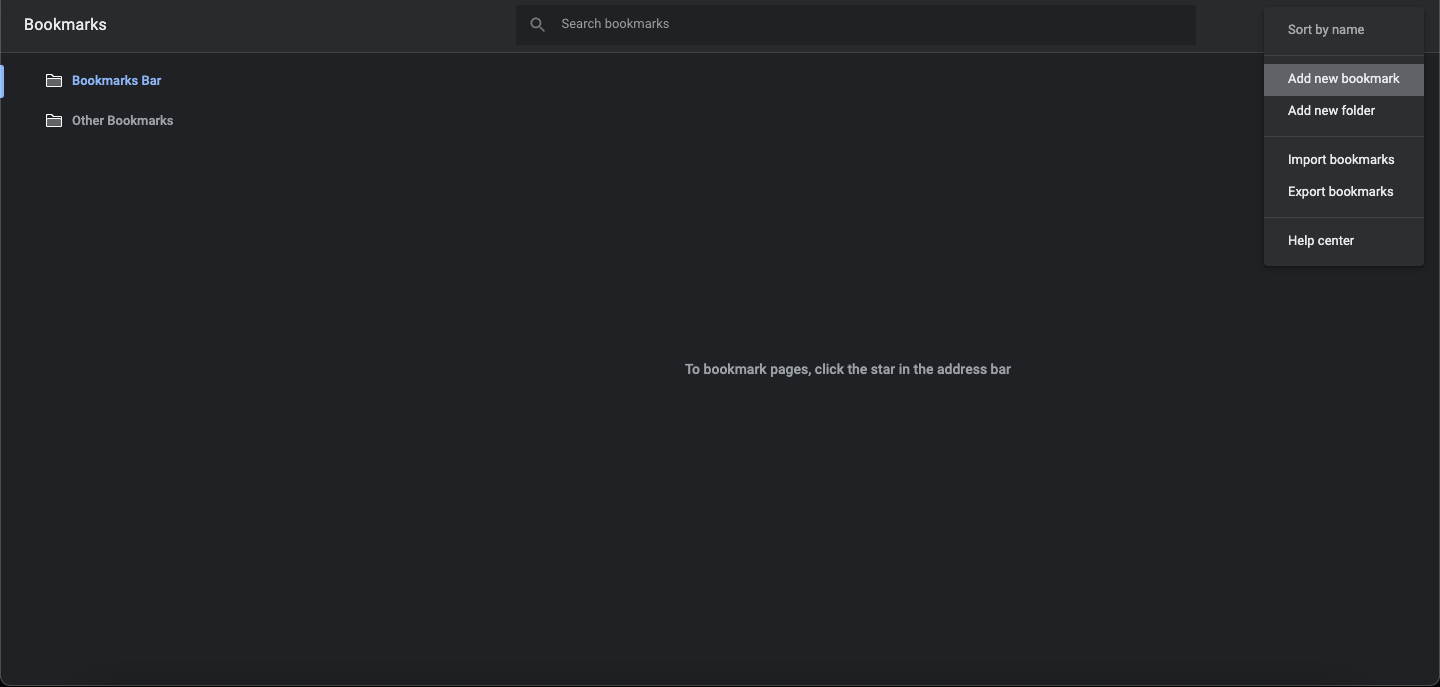 Bookmarks
Search bookmarks
Bookmarks Bar
Other Bookmarks
Sort by name
Add new bookmark
Add new folder
Import bookmarks
Export bookmarks
Help center
To bookmark pages, click the star in the address bar